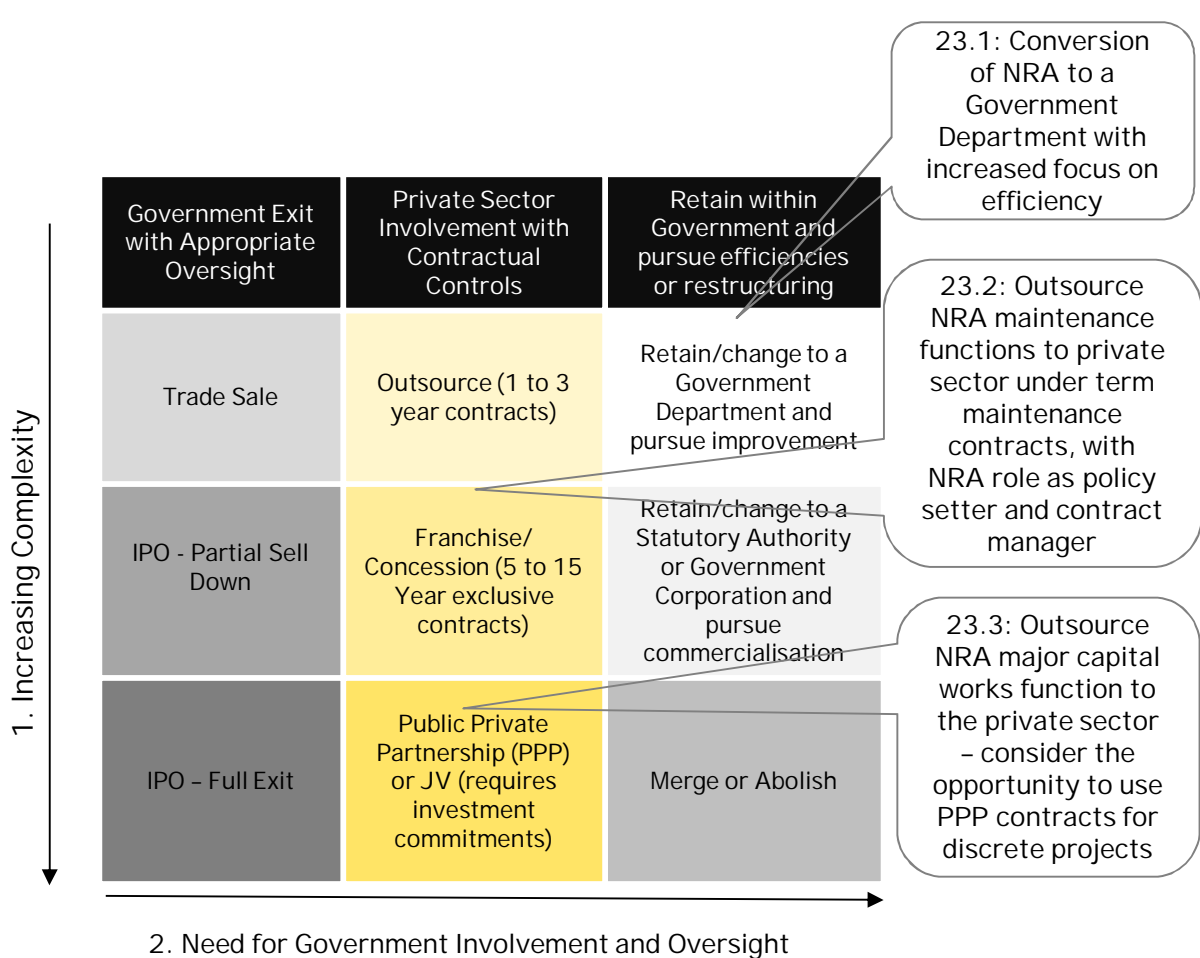 23.1: Conversion
of NRA to a
Government
Department with
increased focus on
efficiency
Government Exit
with Appropriate
Oversight
Private Sector
Involvement with
Contractual
Controls
Retain within
Government and
pursue efficiencies
or restructuring
1. Increasing Complexity
Trade Sale
Outsource (1 to 3
year contracts)
Retain/change to a
Government
Department and
pursue improvement
23.2: Outsource
NRA maintenance
functions to private
sector under term
maintenance
contracts, with
NRA role as policy
setter and contract
manager
IPO - Partial Sell
Down
Franchise/
Concession (5 to 15
Year exclusive
contracts)
Retain/change to a
Statutory Authority
or Government
Corporation and
pursue
commercialisation
23.3: Outsource
NRA major capital
works function to
the private sector
– consider the
opportunity to use
PPP contracts for
discrete projects
IPO – Full Exit
Public Private
Partnership (PPP)
or JV (requires
investment
commitments)
Merge or Abolish
2. Need for Government Involvement and Oversight